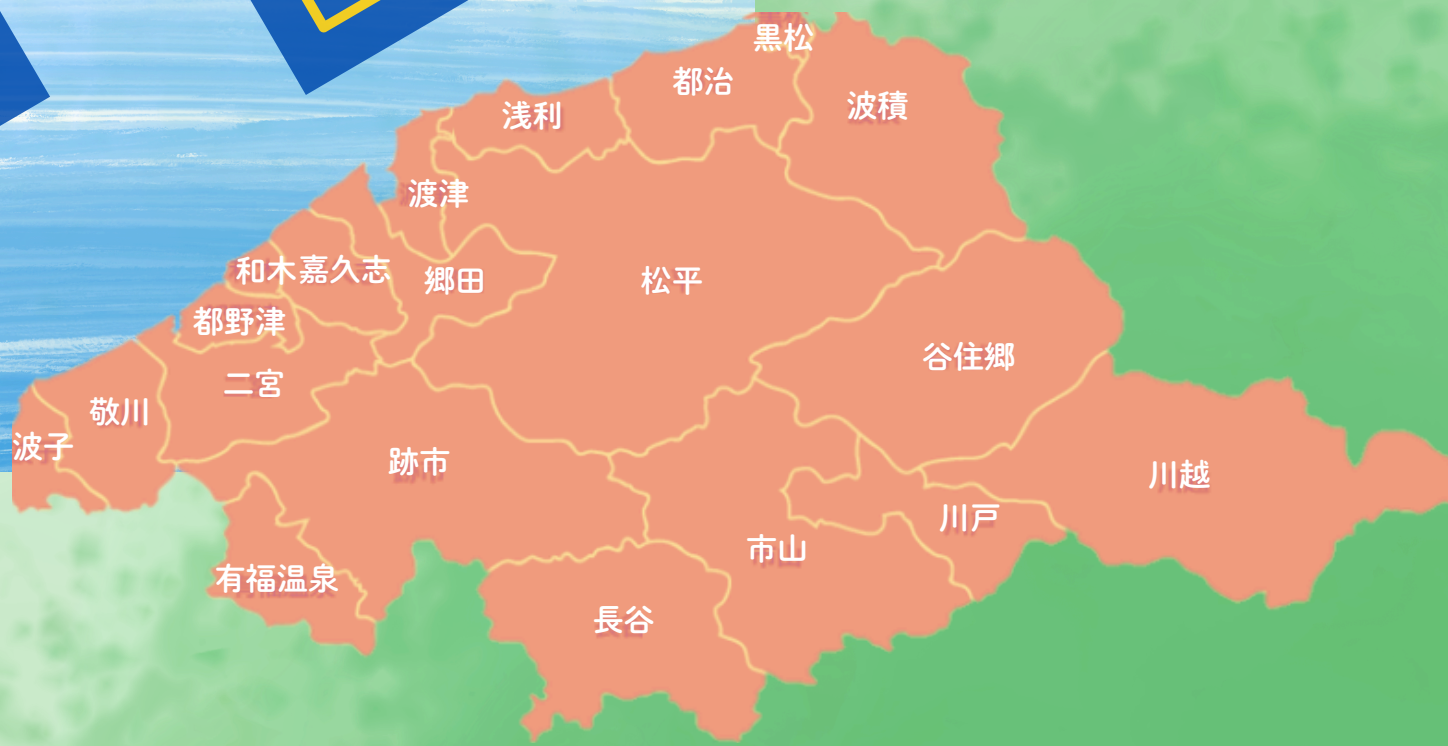 黒松
都治
波積
浅利
渡津
和木
嘉久志
郷田
松平
都野津
谷住郷
二宮
敬川
波子
跡市
川越
川戸
市山
有福温泉
長谷